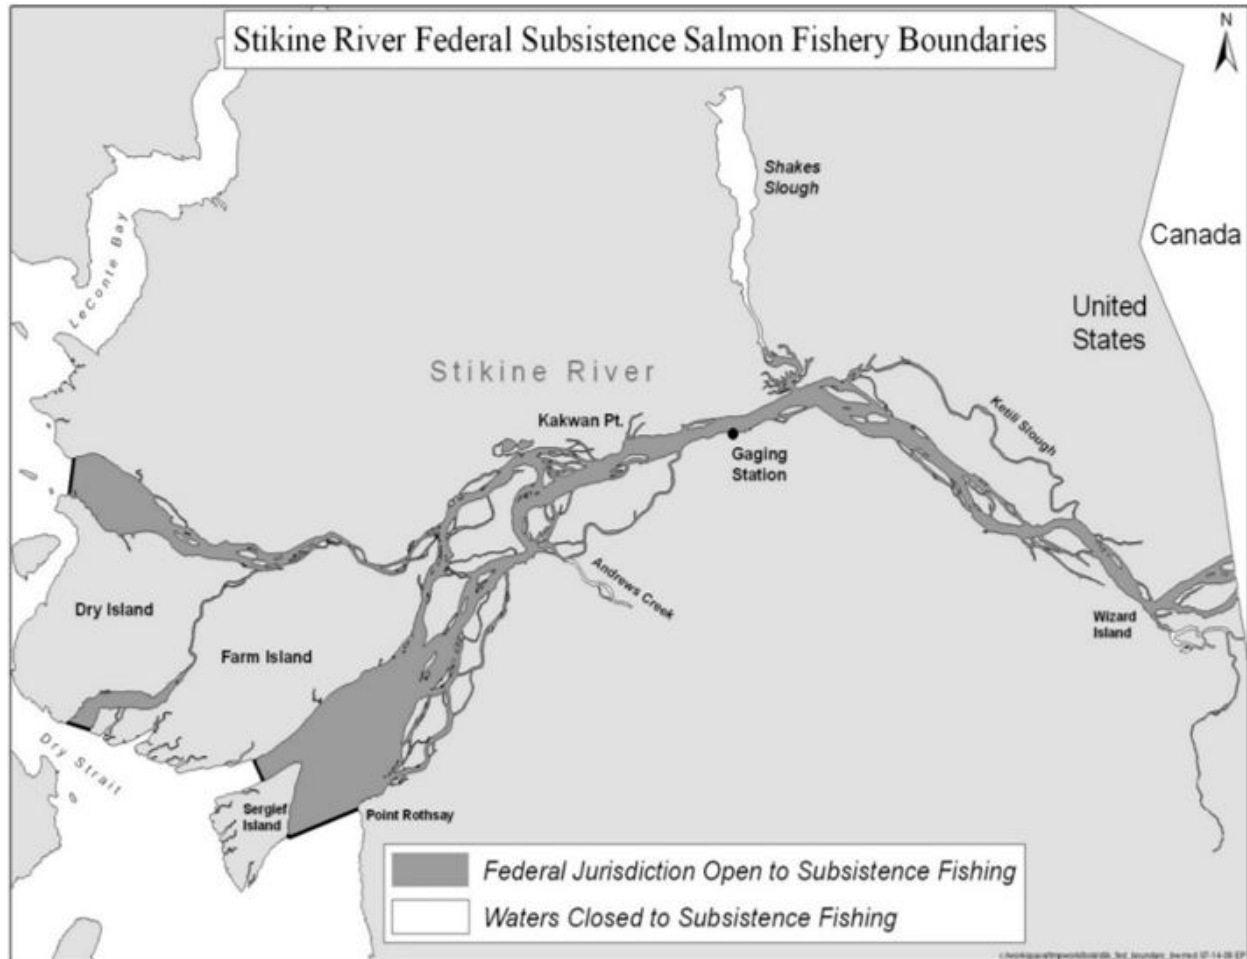 Stikine River Federal Subsistence Salmon Fishery Boundaries
N
Shakes
Slough
LeConte Bay
Canada
United
States
Stikine River
Kakwan Pt.
Ketili Slough
Gaging
Station
Andrews Creek
Dry Island
Wizard
Island
Farm Island
Dry Strait
Sergief
Island
Point Rothsay
Federal Jurisdiction Open to Subsistence Fishing
Waters Closed to Subsistence Fishing